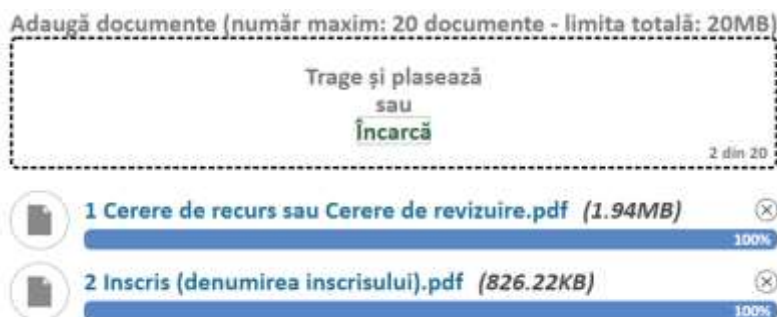 Adaugă documente (număr maxim: 20 documente - limita totală: 20MB)
Trage și plasează
sau
Încarcă
2 din 20
1 Cerere de recurs sau Cerere de revizuire.pdf (1.94MB)
100%
2 Inscris (denumirea inscrisului).pdf (826.22KB)
100%